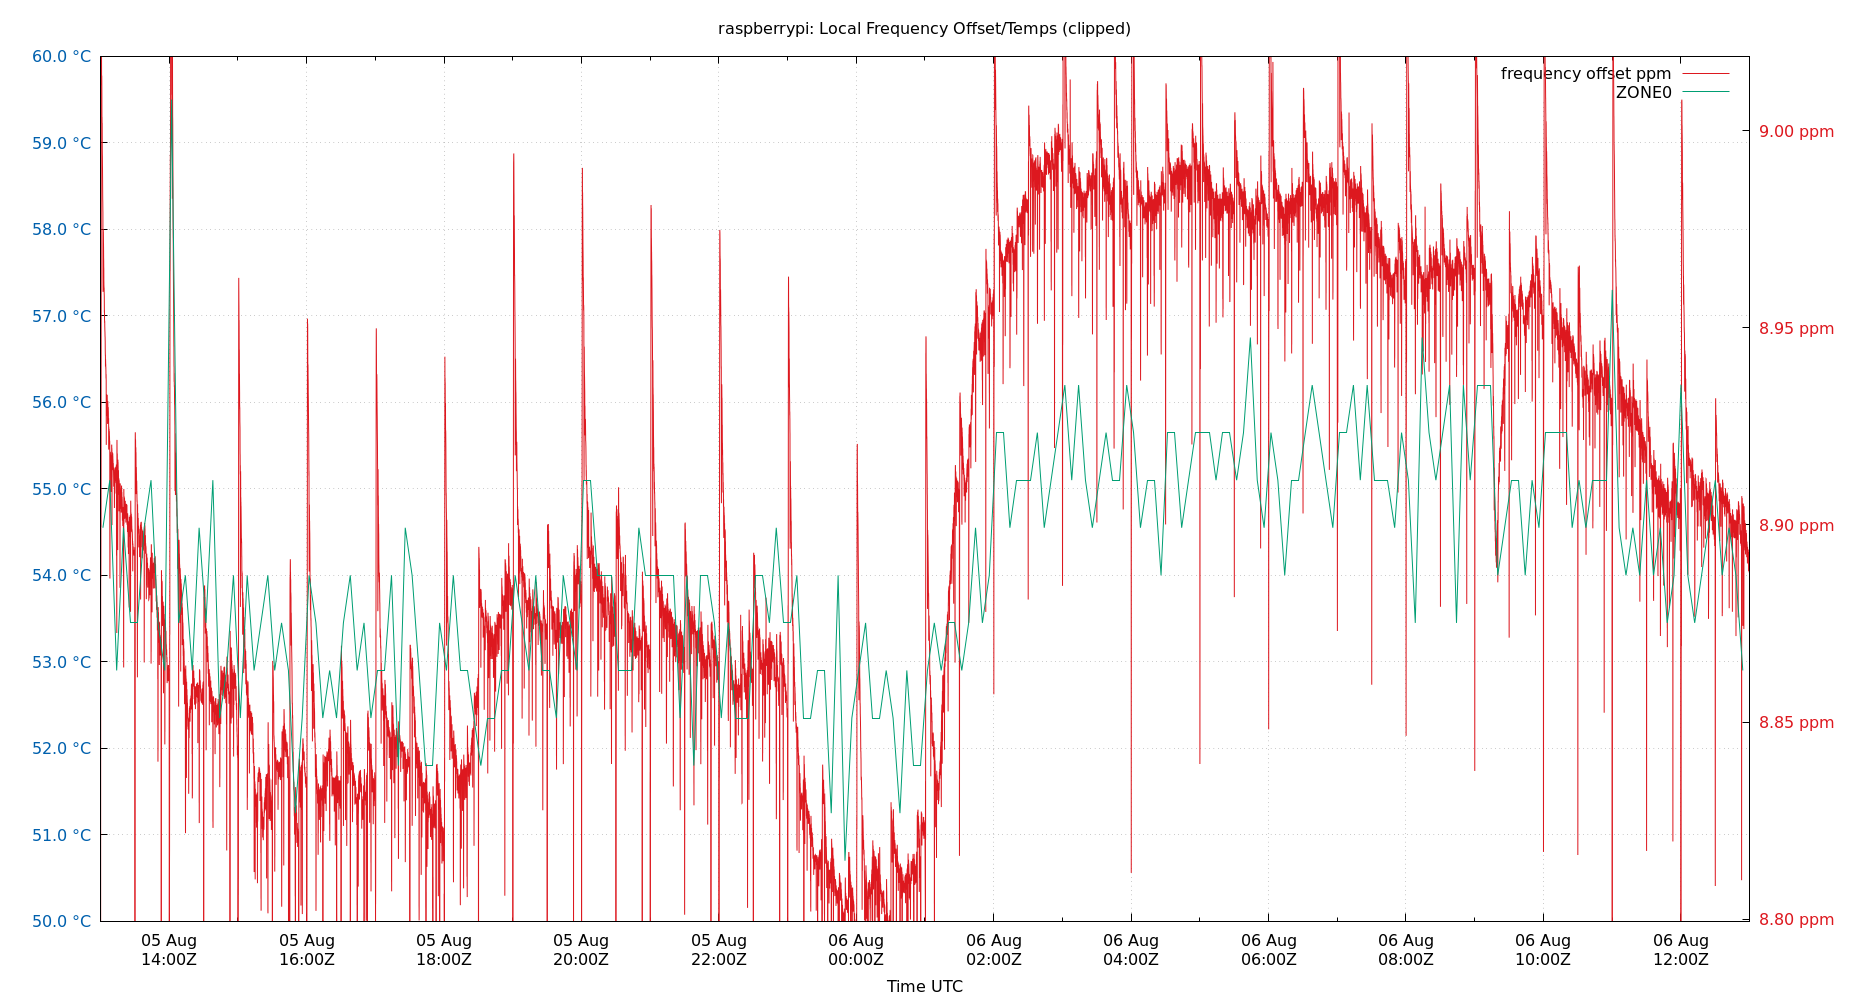 raspberrypi: Local Frequency Offset/Temps (clipped)
60.0 °C
59.0 °C
58.0 °C
57.0 °C
56.0 °C
55.0 °C
54.0 °C
53.0 °C
52.0 °C
51.0 °C
50.0 °C
frequency offset ppm
ZONE0
9.00 ppm
8.95 ppm
8.90 ppm
8.85 ppm
8.80 ppm
05 Aug
14:00Z
05 Aug
16:00Z
05 Aug
18:00Z
05 Aug
20:00Z
05 Aug
22:00Z
06 Aug
00:00Z
06 Aug
02:00Z
06 Aug
04:00Z
06 Aug
06:00Z
06 Aug
08:00Z
06 Aug
10:00Z
06 Aug
12:00Z
Time UTC